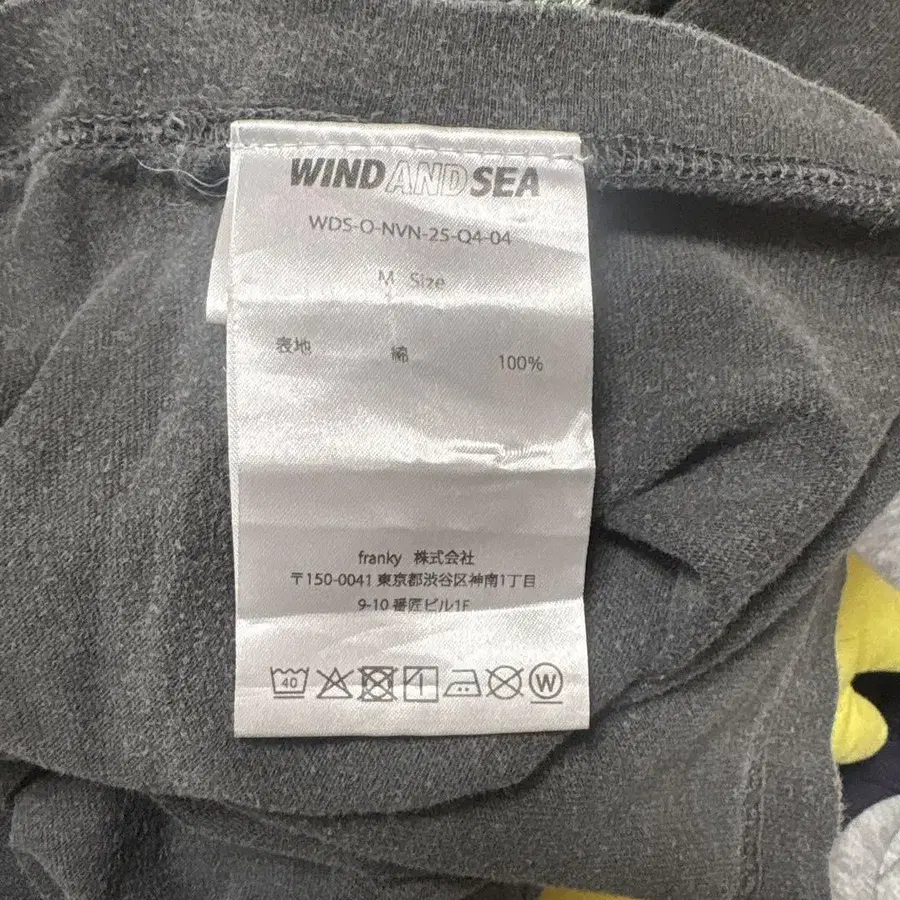 WIND AND SEA
WDS-O-NVN-25-Q4-04
M Size
表地 綿 100%
franky 株式会社
〒150-0041 東京都渋谷区神南1丁目
9-10 番匠ビル1F
40 W